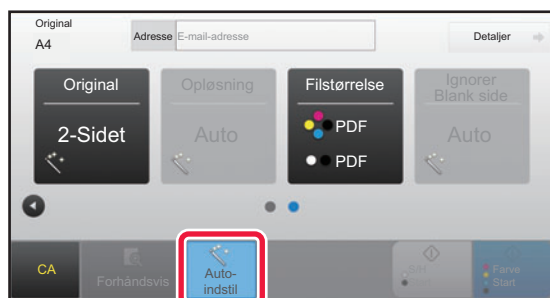 Original
A4
Adresse E-mail-adresse
Detaljer
Original
2-Sidet
Opløsning
Auto
Filstørrelse
PDF
PDF
Ignorer
Blank side
Auto
CA
Forhåndsvis
Auto-
indstil
S/H
Start
Farve
Start